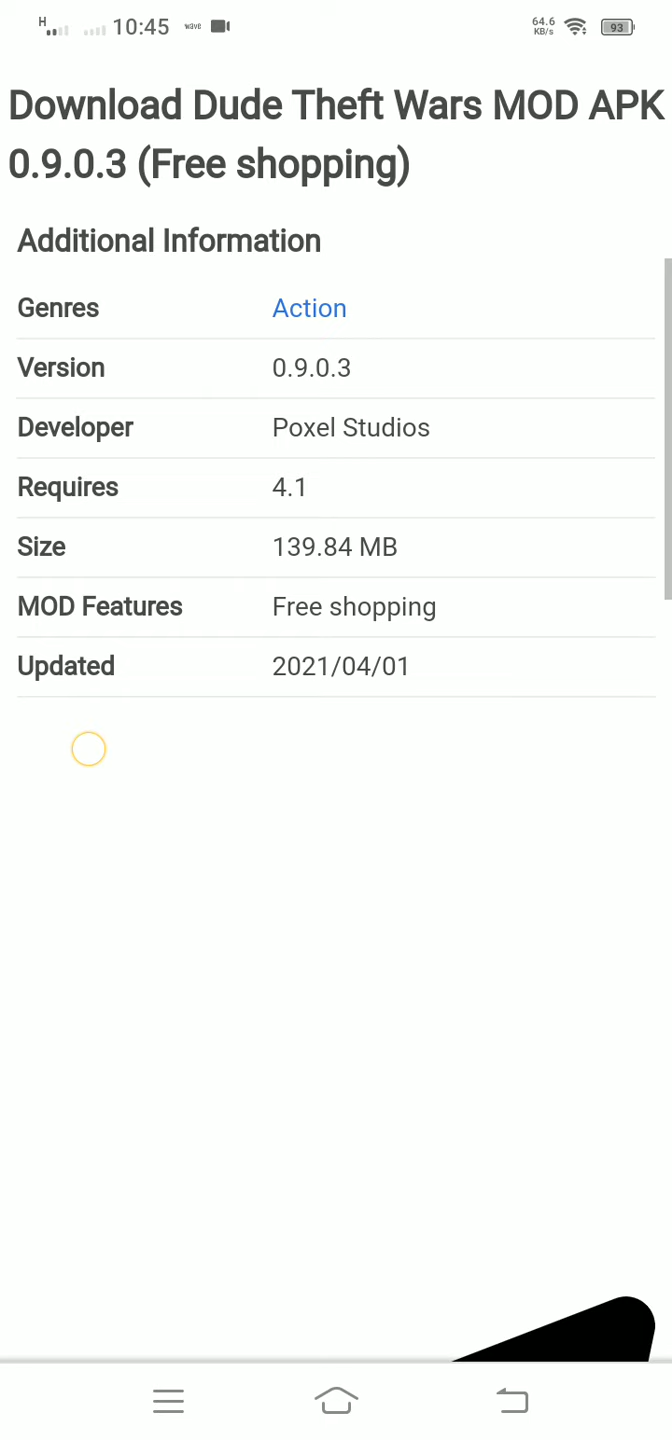 H 10:45 wave 64.6 KB/s 93
Download Dude Theft Wars MOD APK
0.9.0.3 (Free shopping)
Additional Information
Genres Action
Version 0.9.0.3
Developer Poxel Studios
Requires 4.1
Size 139.84 MB
MOD Features Free shopping
Updated 2021/04/01